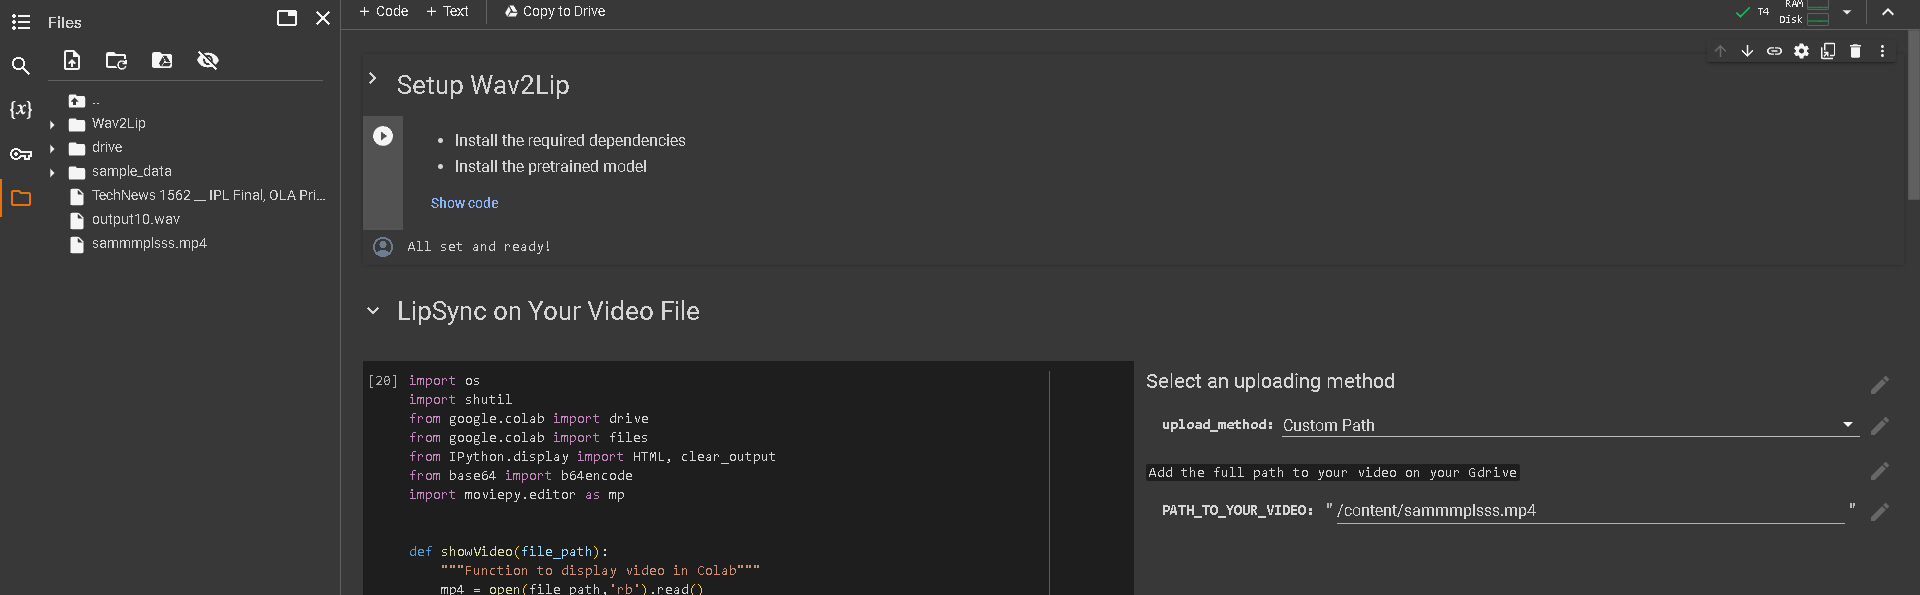 Files
+ Code + Text Copy to Drive
T4 RAM
Disk
{x}
..
Wav2Lip
drive
sample_data
TechNews 1562 __ IPL Final, OLA Pri...
output10.wav
sammmplsss.mp4
Setup Wav2Lip
• Install the required dependencies
• Install the pretrained model
Show code
All set and ready!
LipSync on Your Video File
[20] import os
import shutil
from google.colab import drive
from google.colab import files
from IPython.display import HTML, clear_output
from base64 import b64encode
import moviepy.editor as mp
def showVideo(file_path):
"""Function to display video in Colab"""
mp4 = open(file_path,'rb').read()
Select an uploading method
upload_method: Custom Path
Add the full path to your video on your Gdrive
PATH_TO_YOUR_VIDEO: "/content/sammmplsss.mp4"